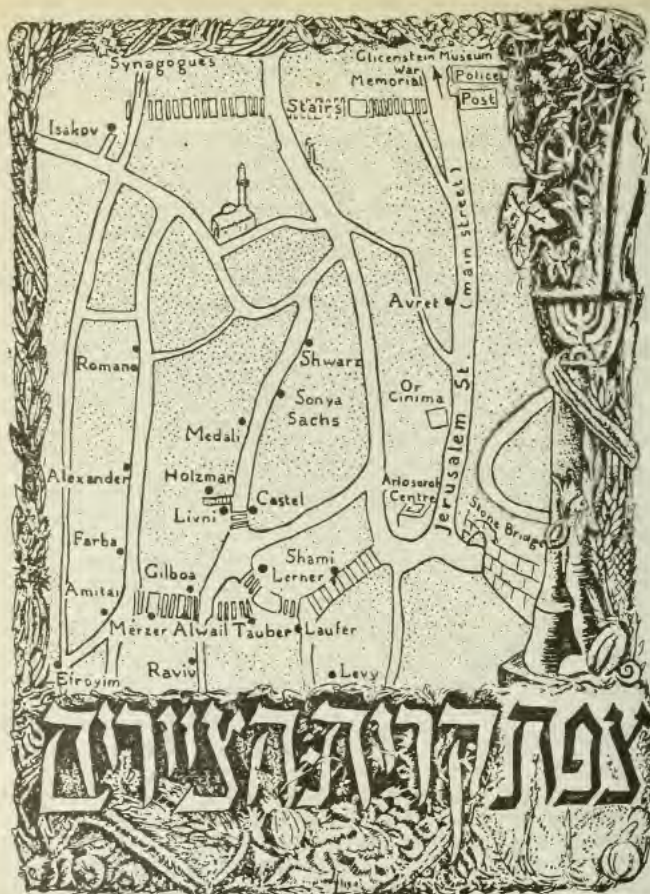 Glicenstein Museum
War
Memorial
Police
Post
Synagogues
Stairs
Isakov
Jerusalem St. (main street)
Avret
Romano
Shwarz
Or
Cinima
Sonya
Sachs
Medali
Alexander
Holzman
Livni
Castel
Arlosoroh
Centre
Stone Bridge
Farba
Gilboa
Shami
Lerner
Amitai
Merzer
Alwail
Tauber
Laufer
Efroyim
Raviv
Levy
צפת קרית הציירים